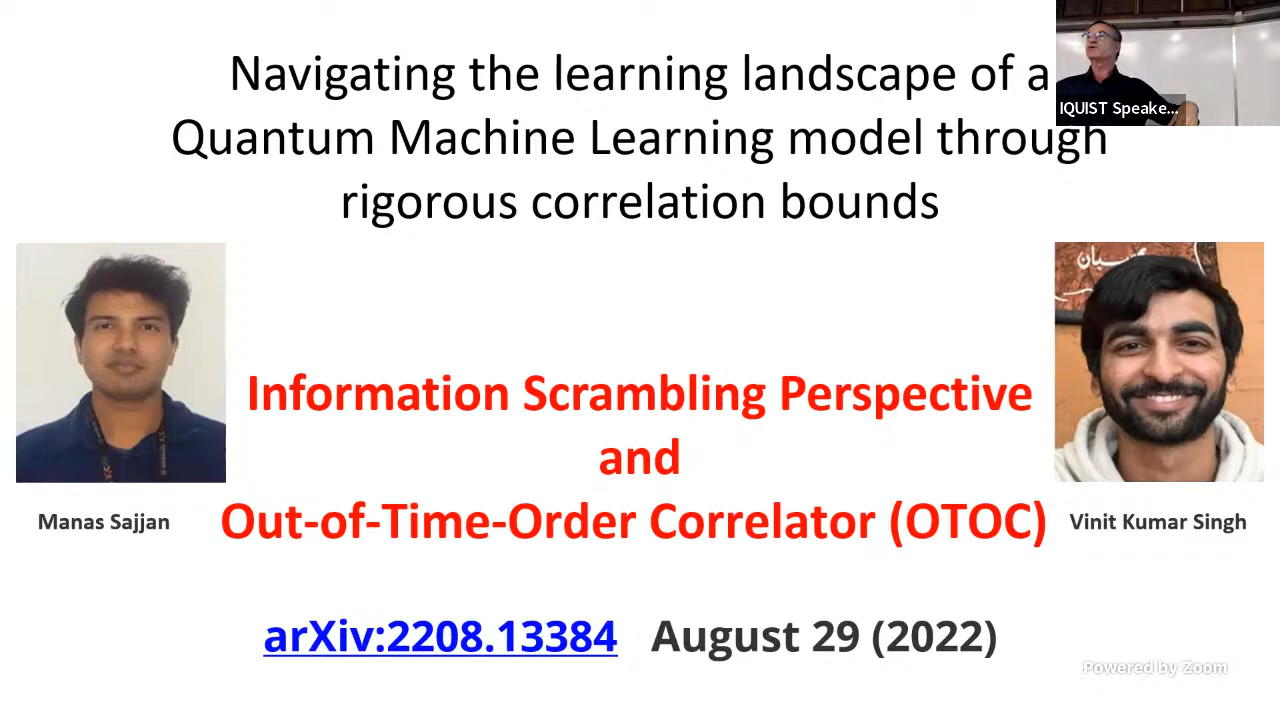 Navigating the learning landscape of a
Quantum Machine Learning model through
rigorous correlation bounds
IQUIST Speake...
Information Scrambling Perspective
and
Out-of-Time-Order Correlator (OTOC)
Manas Sajjan
Vinit Kumar Singh
arXiv:2208.13384 August 29 (2022)
Powered by Zoom